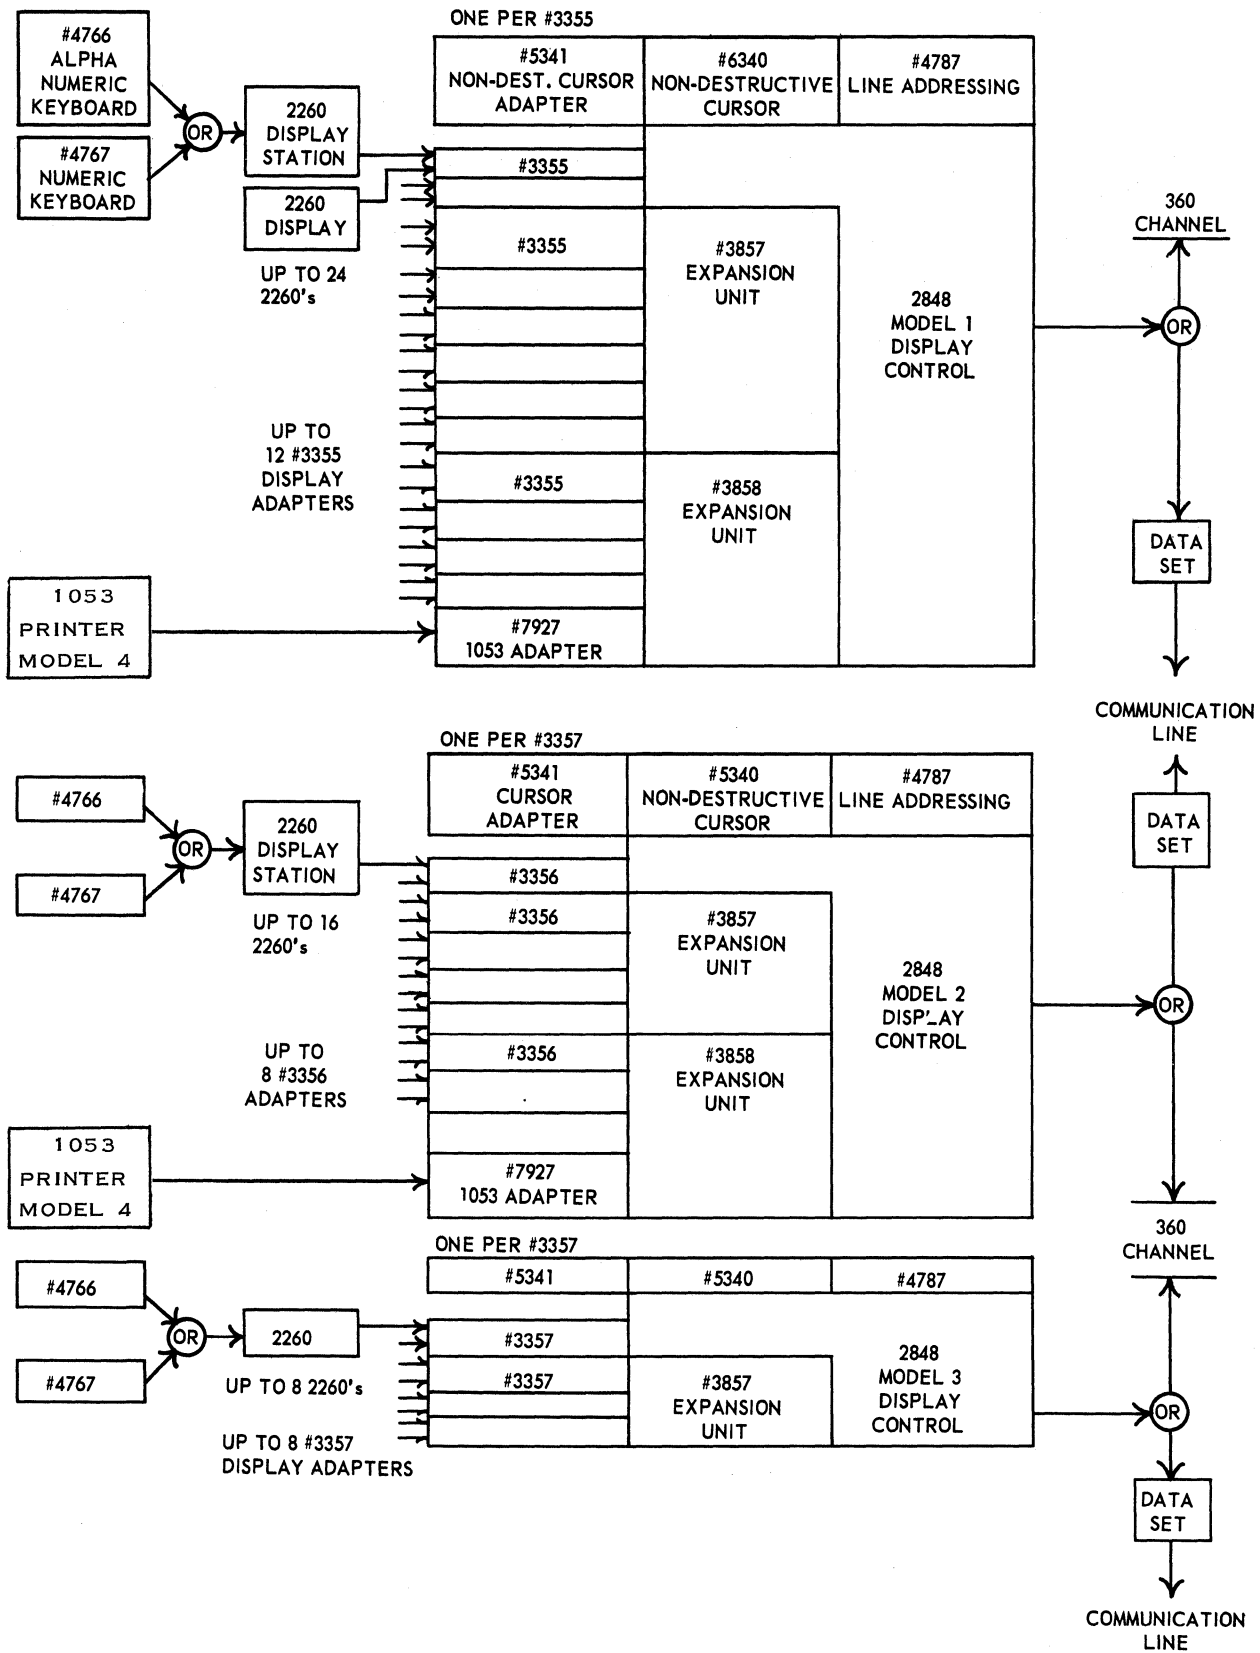 ONE PER #3355
#4766
ALPHA
NUMERIC
KEYBOARD
#4767
NUMERIC
KEYBOARD
OR
2260
DISPLAY
STATION
2260
DISPLAY
UP TO 24
2260's
UP TO
12 #3355
DISPLAY
ADAPTERS
1053
PRINTER
MODEL 4
#5341
NON-DEST. CURSOR
ADAPTER
#6340
NON-DESTRUCTIVE
CURSOR
#4787
LINE ADDRESSING
#3355
#3355
#3355
#7927
1053 ADAPTER
#3857
EXPANSION
UNIT
#3858
EXPANSION
UNIT
2848
MODEL 1
DISPLAY
CONTROL
360
CHANNEL
OR
DATA
SET
COMMUNICATION
LINE
ONE PER #3357
#4766
#4767
OR
2260
DISPLAY
STATION
UP TO 16
2260's
UP TO
8 #3356
ADAPTERS
1053
PRINTER
MODEL 4
#5341
CURSOR
ADAPTER
#5340
NON-DESTRUCTIVE
CURSOR
#4787
LINE ADDRESSING
#3356
#3356
#3356
#7927
1053 ADAPTER
#3857
EXPANSION
UNIT
#3858
EXPANSION
UNIT
2848
MODEL 2
DISPLAY
CONTROL
DATA
SET
OR
360
CHANNEL
ONE PER #3357
#4766
#4767
OR
2260
UP TO 8 2260's
UP TO 8 #3357
DISPLAY ADAPTERS
#5341
#5340
#4787
#3357
#3357
#3857
EXPANSION
UNIT
2848
MODEL 3
DISPLAY
CONTROL
OR
DATA
SET
COMMUNICATION
LINE